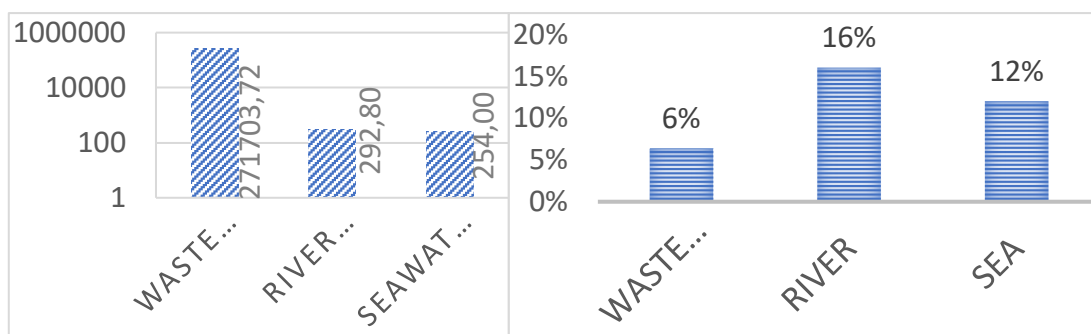 1000000
10000
100
1
271703,72
292,80
254,00
WASTE...
RIVER...
SEAWAT...
20%
15%
10%
5%
0%
6%
16%
12%
WASTE...
RIVER
SEA